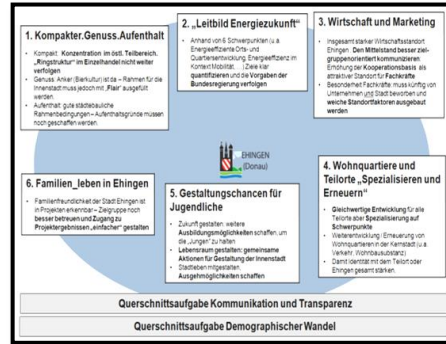 1. Kompakter.Genuss.Aufenthalt
Kompakt: Konzentration im östl. Teilbereich.
„Ringstruktur" im Einzelhandel nicht weiter
verfolgen
Genuss: Anker (Bierkultur) ist da – Rahmen für die
Innenstadt muss jedoch mit „Flair" ausgefüllt
werden.
Aufenthalt: gute städtebauliche
Rahmenbedingungen – Aufenthaltsgründe müssen
noch geschaffen werden.
2. „Leitbild Energiezukunft"
Anhand von 6 Schwerpunkten (u.a.
Energieeffiziente Orts- und
Quartiersentwicklung, Energieeffizienz im
Kontext Mobilität, …) Ziele klar
quantifizieren und die Vorgaben der
Bundesregierung verfolgen
3. Wirtschaft und Marketing
Insgesamt starker Wirtschaftsstandort
Ehingen. Den Mittelstand besser ziel-
gruppenorientiert kommunizieren
Erhöhung der Kooperationsbasis als
attraktiver Standort für Fachkräfte
Besonderheit Fachkräfte: muss künftig von
Unternehmen und Stadt beworben und
weiche Standortfaktoren ausgebaut
werden
EHINGEN
(Donau)
4. Wohnquartiere und
Teilorte „Spezialisieren und
Erneuern"
Gleichwertige Entwicklung für alle
Teilorte aber Spezialisierung auf
Schwerpunkte
Weiterentwicklung / Erneuerung von
Wohnquartieren in der Kernstadt (u.a.
Verkehr, Wohnbausubstanz)
Damit Identität mit dem Teilort oder
Ehingen gesamt stärken.
5. Gestaltungschancen für
Jugendliche
Zukunft gestalten: weitere
Ausbildungsmöglichkeiten schaffen, um
die „Jungen" zu halten
Lebensraum gestalten: gemeinsame
Aktionen für Gestaltung der Innenstadt
Stadtleben mitgestalten,
Ausgehmöglichkeiten schaffen
6. Familien_leben in Ehingen
Familienfreundlichkeit der Stadt Ehingen ist
in Projekten erkennbar – Zielgruppe noch
besser betreuen und Zugang zu
Projektergebnissen „einfacher" gestalten
Querschnittsaufgabe Kommunikation und Transparenz
Querschnittsaufgabe Demographischer Wandel